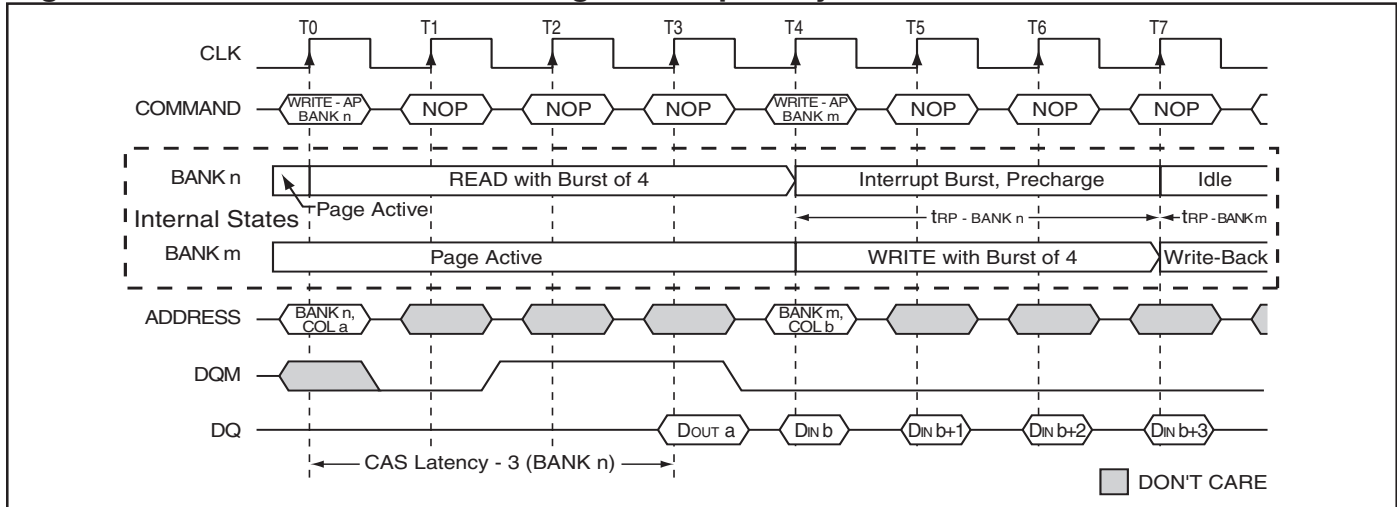 T0 T1 T2 T3 T4 T5 T6 T7
CLK
COMMAND WRITE - AP BANK n NOP NOP NOP WRITE - AP BANK m NOP NOP NOP
BANK n READ with Burst of 4 Interrupt Burst, Precharge Idle
Internal States Page Active tRP - BANK n tRP - BANK m
BANK m Page Active WRITE with Burst of 4 Write-Back
ADDRESS BANK n, COL a BANK m, COL b
DQM
DQ DOUT a DIN b DIN b+1 DIN b+2 DIN b+3
CAS Latency - 3 (BANK n)
DON'T CARE